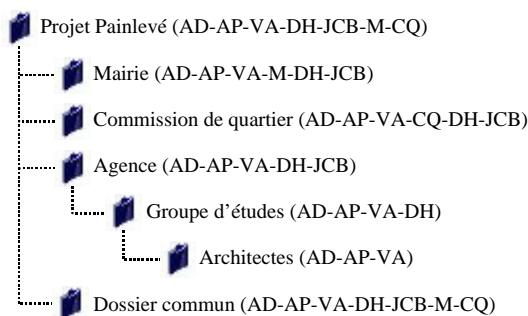 Projet Painlevé (AD-AP-VA-DH-JCB-M-CQ)
Mairie (AD-AP-VA-M-DH-JCB)
Commission de quartier (AD-AP-VA-CQ-DH-JCB)
Agence (AD-AP-VA-DH-JCB)
Groupe d’études (AD-AP-VA-DH)
Architectes (AD-AP-VA)
Dossier commun (AD-AP-VA-DH-JCB-M-CQ)